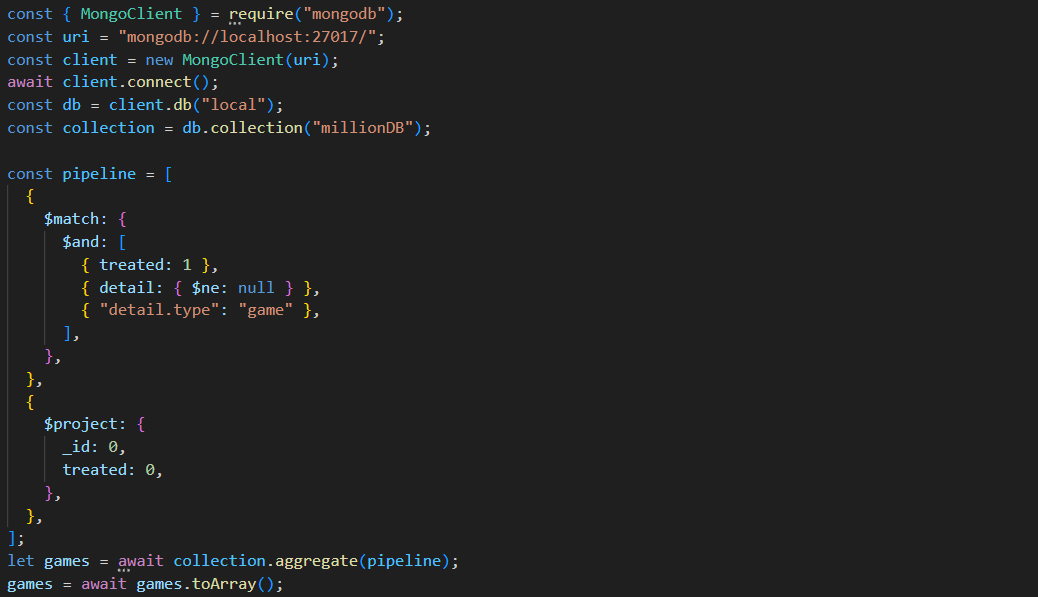 const { MongoClient } = require("mongodb");
const uri = "mongodb://localhost:27017/";
const client = new MongoClient(uri);
await client.connect();
const db = client.db("local");
const collection = db.collection("millionDB");

const pipeline = [
  {
    $match: {
      $and: [
        { treated: 1 },
        { detail: { $ne: null } },
        { "detail.type": "game" },
      ],
    },
  },
  {
    $project: {
      _id: 0,
      treated: 0,
    },
  },
];
let games = await collection.aggregate(pipeline);
games = await games.toArray();